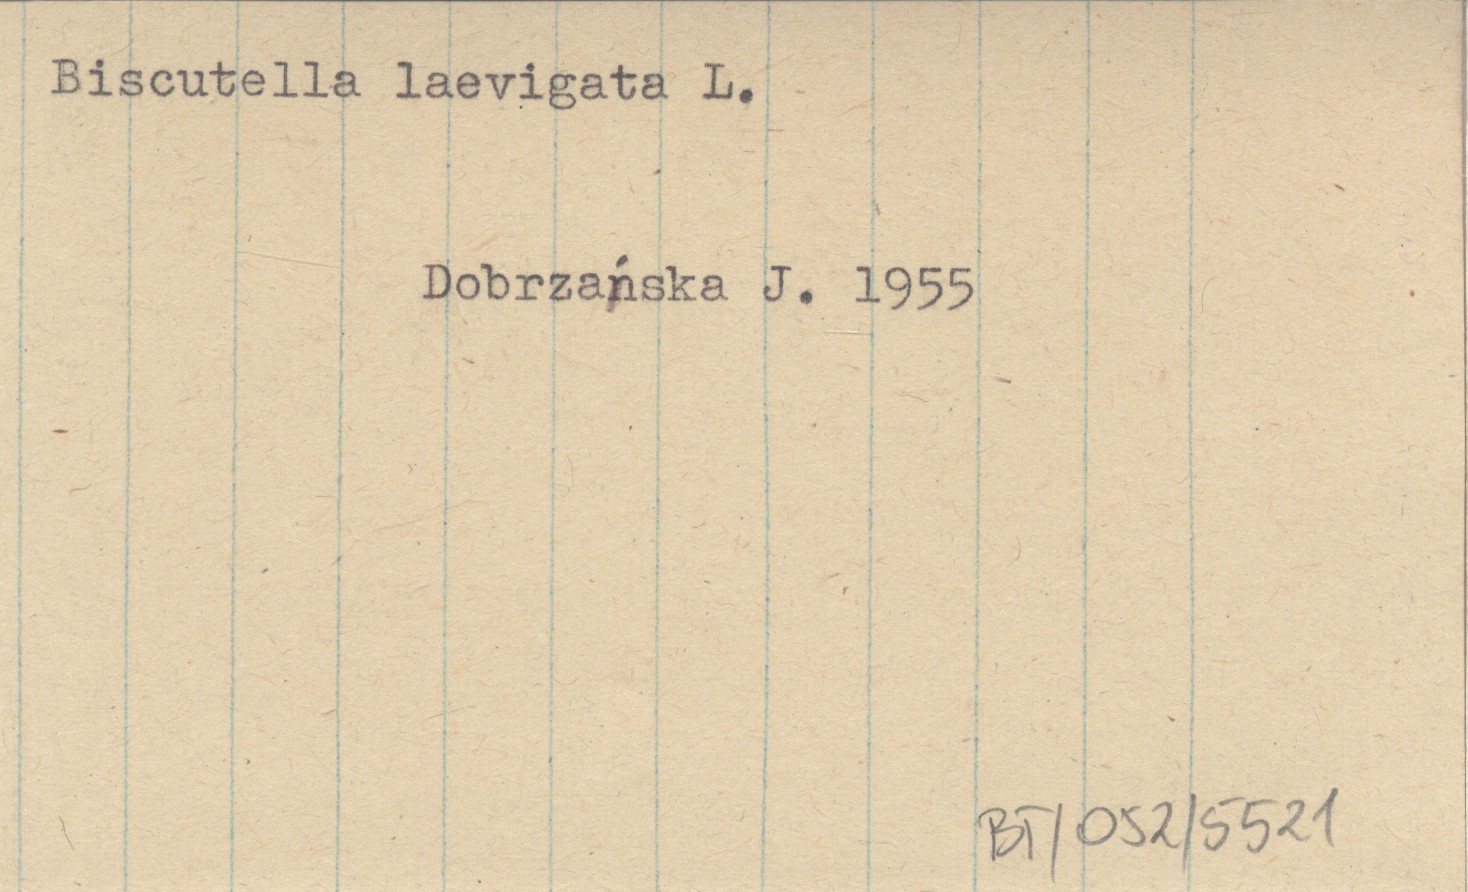 Biscutella laevigata L.
Dobrzańska J. 1955
BT/052/5521